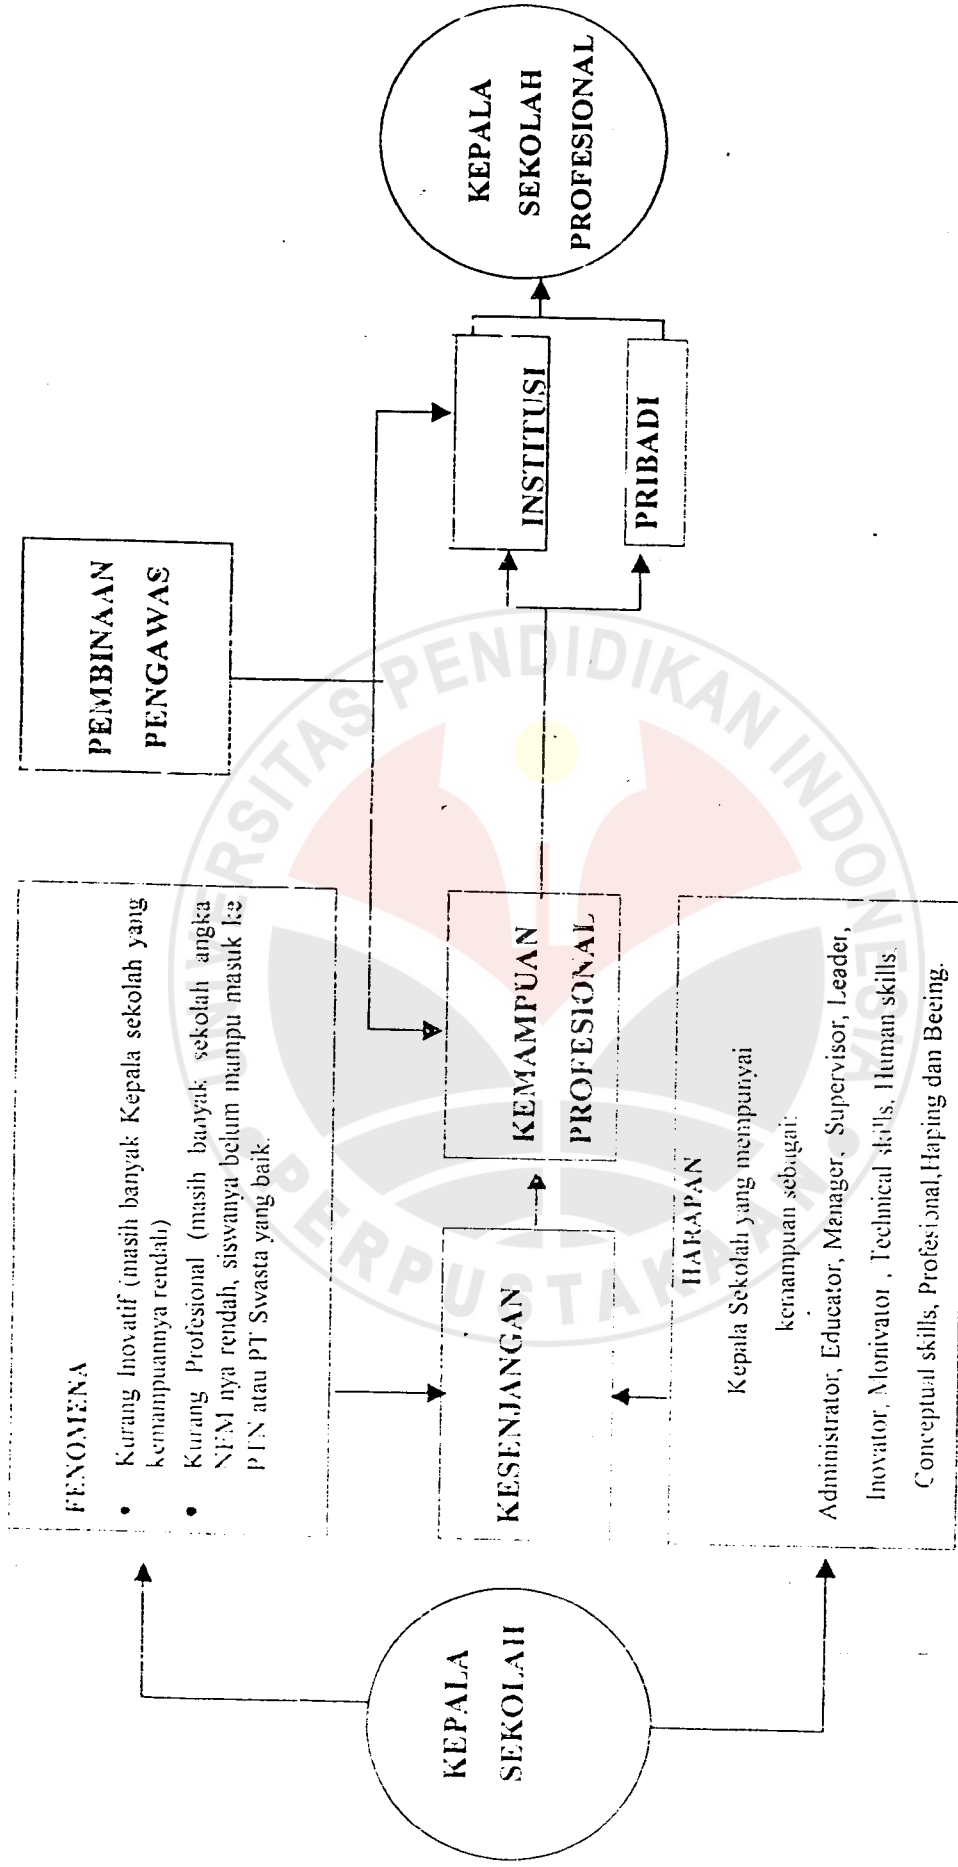 KEPALA
SEKOLAH
FENOMENA
• Kurang Inovatif (masih banyak Kepala sekolah yang
kemampuannya rendah)
• Kurang Profesional (masih banyak sekolah angka
NEM nya rendah, siswanya belum mampu masuk ke
PTN atau PT Swasta yang baik.
KESENJANGAN
HARAPAN
Kepala Sekolah yang mempunyai
kemampuan sebagai:
Administrator, Educator, Manager, Supervisor, Leader,
Inovator, Monivator, Technical skills, Human skills,
Conceptual skills, Profesional,Haping dan Beeing.
KEMAMPUAN
PROFESIONAL
PEMBINAAN
PENGAWAS
INSTITUSI
PRIBADI
KEPALA
SEKOLAH
PROFESIONAL
UNIVERSITAS PENDIDIKAN INDONESIA
PERPUSTAKAAN